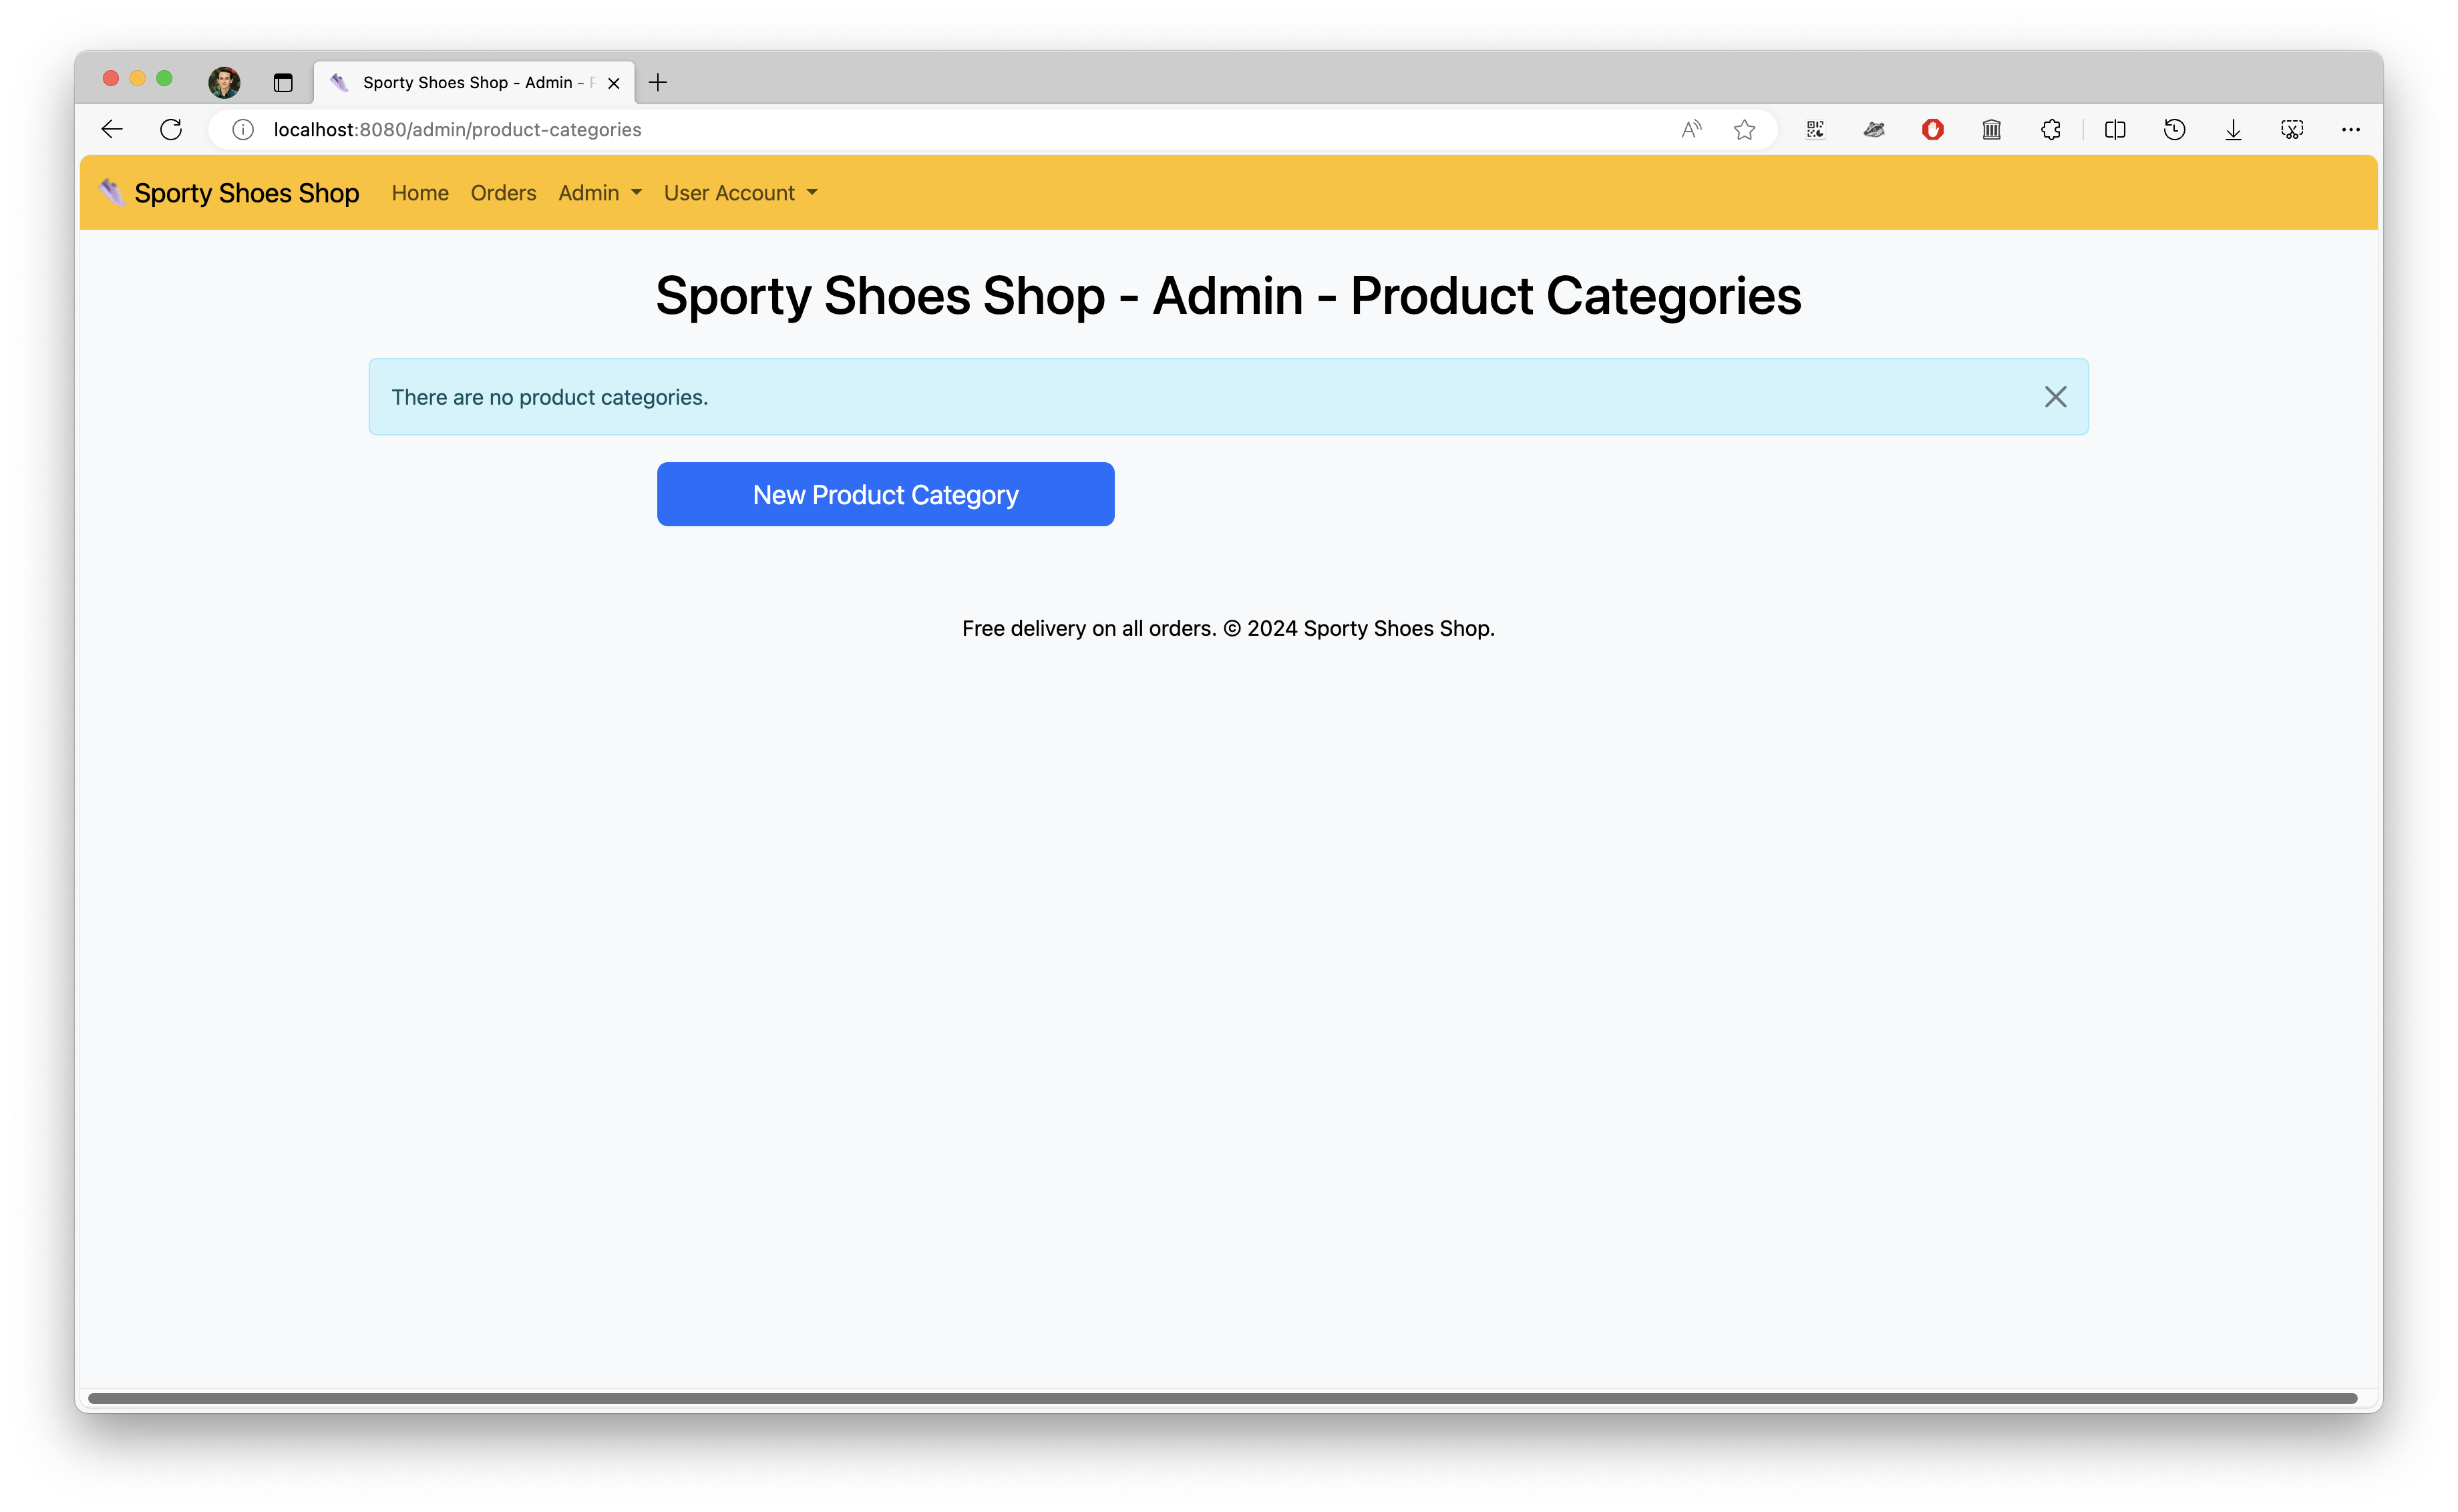 Sporty Shoes Shop - Admin -
localhost:8080/admin/product-categories
Sporty Shoes Shop Home Orders Admin User Account
Sporty Shoes Shop - Admin - Product Categories
There are no product categories.
New Product Category
Free delivery on all orders. © 2024 Sporty Shoes Shop.